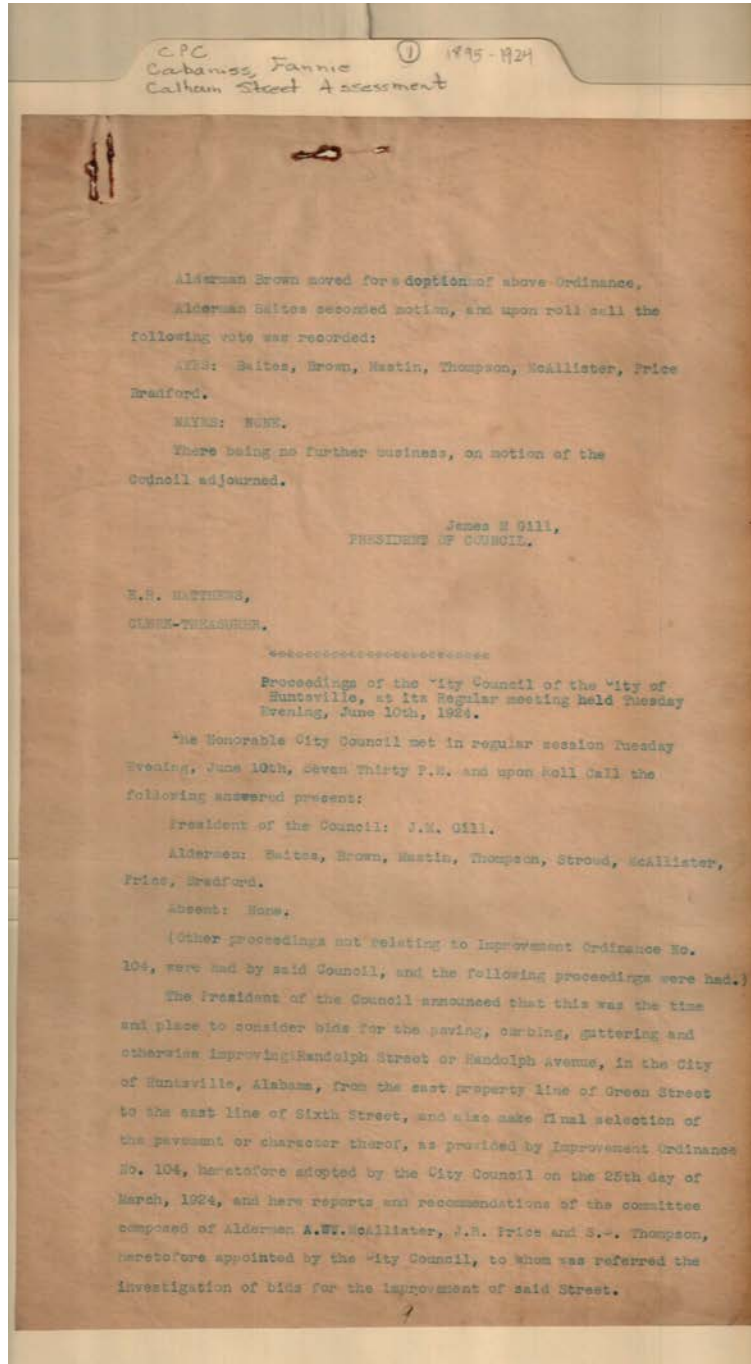 CPC ① 1895-1924
Cabaniss, Fannie
Calham Street Assessment
Alderman Brown moved for adoption of above Ordinance,
Alderman Baites seconded motion, and upon roll call the
following vote was recorded:
AYES: Baites, Brown, Mastin, Thompson, McAllister, Price
Bradford.
NAYES: NONE.
There being no further business, on motion of the
Council adjourned.
James M Gill,
PRESIDENT OF COUNCIL.
MATTHEWS,
CLERK-TREASURER.
Proceedings of the City Council of the City of
Huntsville, at its Regular meeting held Tuesday
Evening, June 10th, 1924.
The Honorable City Council met in regular session Tuesday
Evening, June 10th, Seven Thirty P.M. and upon Roll Call the
following answered present:
President of the Council: J.M. Gill.
Aldermen: Baites, Brown, Mastin, Thompson, Stroud, McAllister,
Price, Bradford.
Absent: None.
(Other proceedings not relating to Improvement Ordinance No.
104, were had by said Council, and the following proceedings were had.)
The President of the Council announced that this was the time
and place to consider bids for the paving, curbing, guttering and
otherwise improving Randolph Street or Randolph Avenue, in the City
of Huntsville, Alabama, from the east property line of Green Street
to the east line of Sixth Street, and also make final selection of
the pavement or character therof, as provided by Improvement Ordinance
No. 104, heretofore adopted by the City Council on the 25th day of
March, 1924, and here reports and recommendations of the committee
composed of Aldermen A.W.McAllister, J.R. Price and Thompson,
heretofore appointed by the City Council, to whom was referred the
investigation of bids for the improvement of said Street.